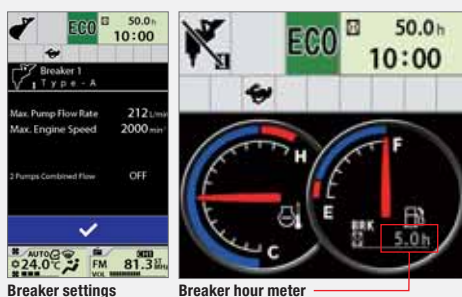 ECO 50.0h
10:00
Breaker 1
Type-A
Max. Pump Flow Rate 212 L/min
Max. Engine Speed 2000 min⁻¹
2 Pumps Combined Flow OFF
AUTO
24.0℃ FM 81.3 MHz
VOL
Breaker settings
ECO 50.0h
10:00
H
C
F
E
BRK
5.0h
Breaker hour meter